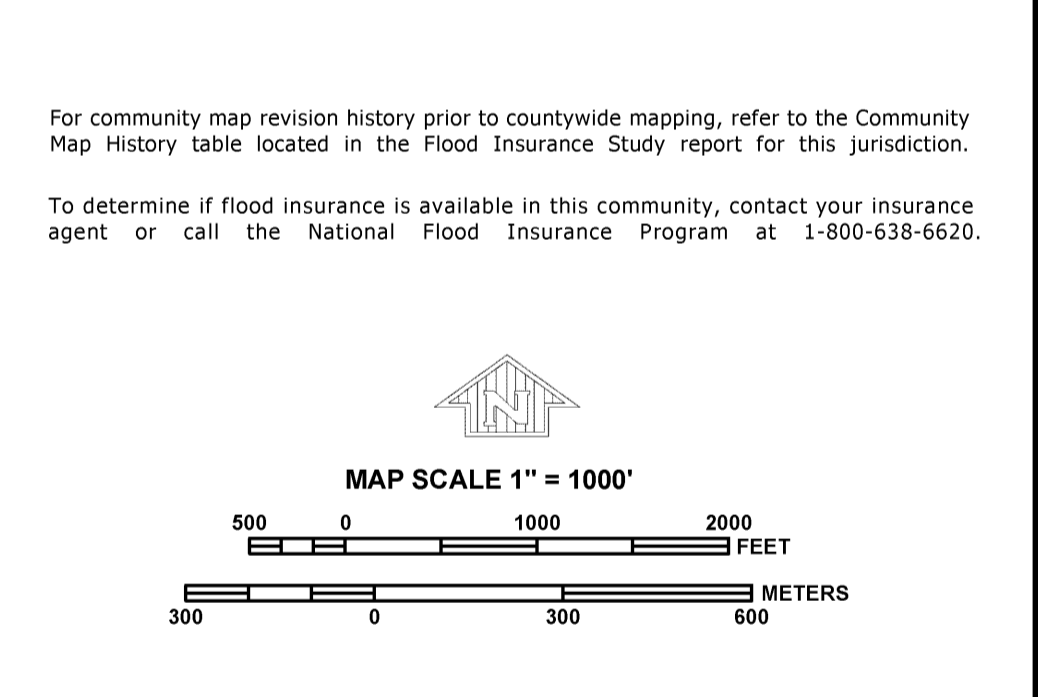 For community map revision history prior to countywide mapping, refer to the Community
Map History table located in the Flood Insurance Study report for this jurisdiction.
To determine if flood insurance is available in this community, contact your insurance
agent or call the National Flood Insurance Program at 1-800-638-6620.
N
MAP SCALE 1" = 1000'
500 0 1000 2000
FEET
METERS
300 0 300 600